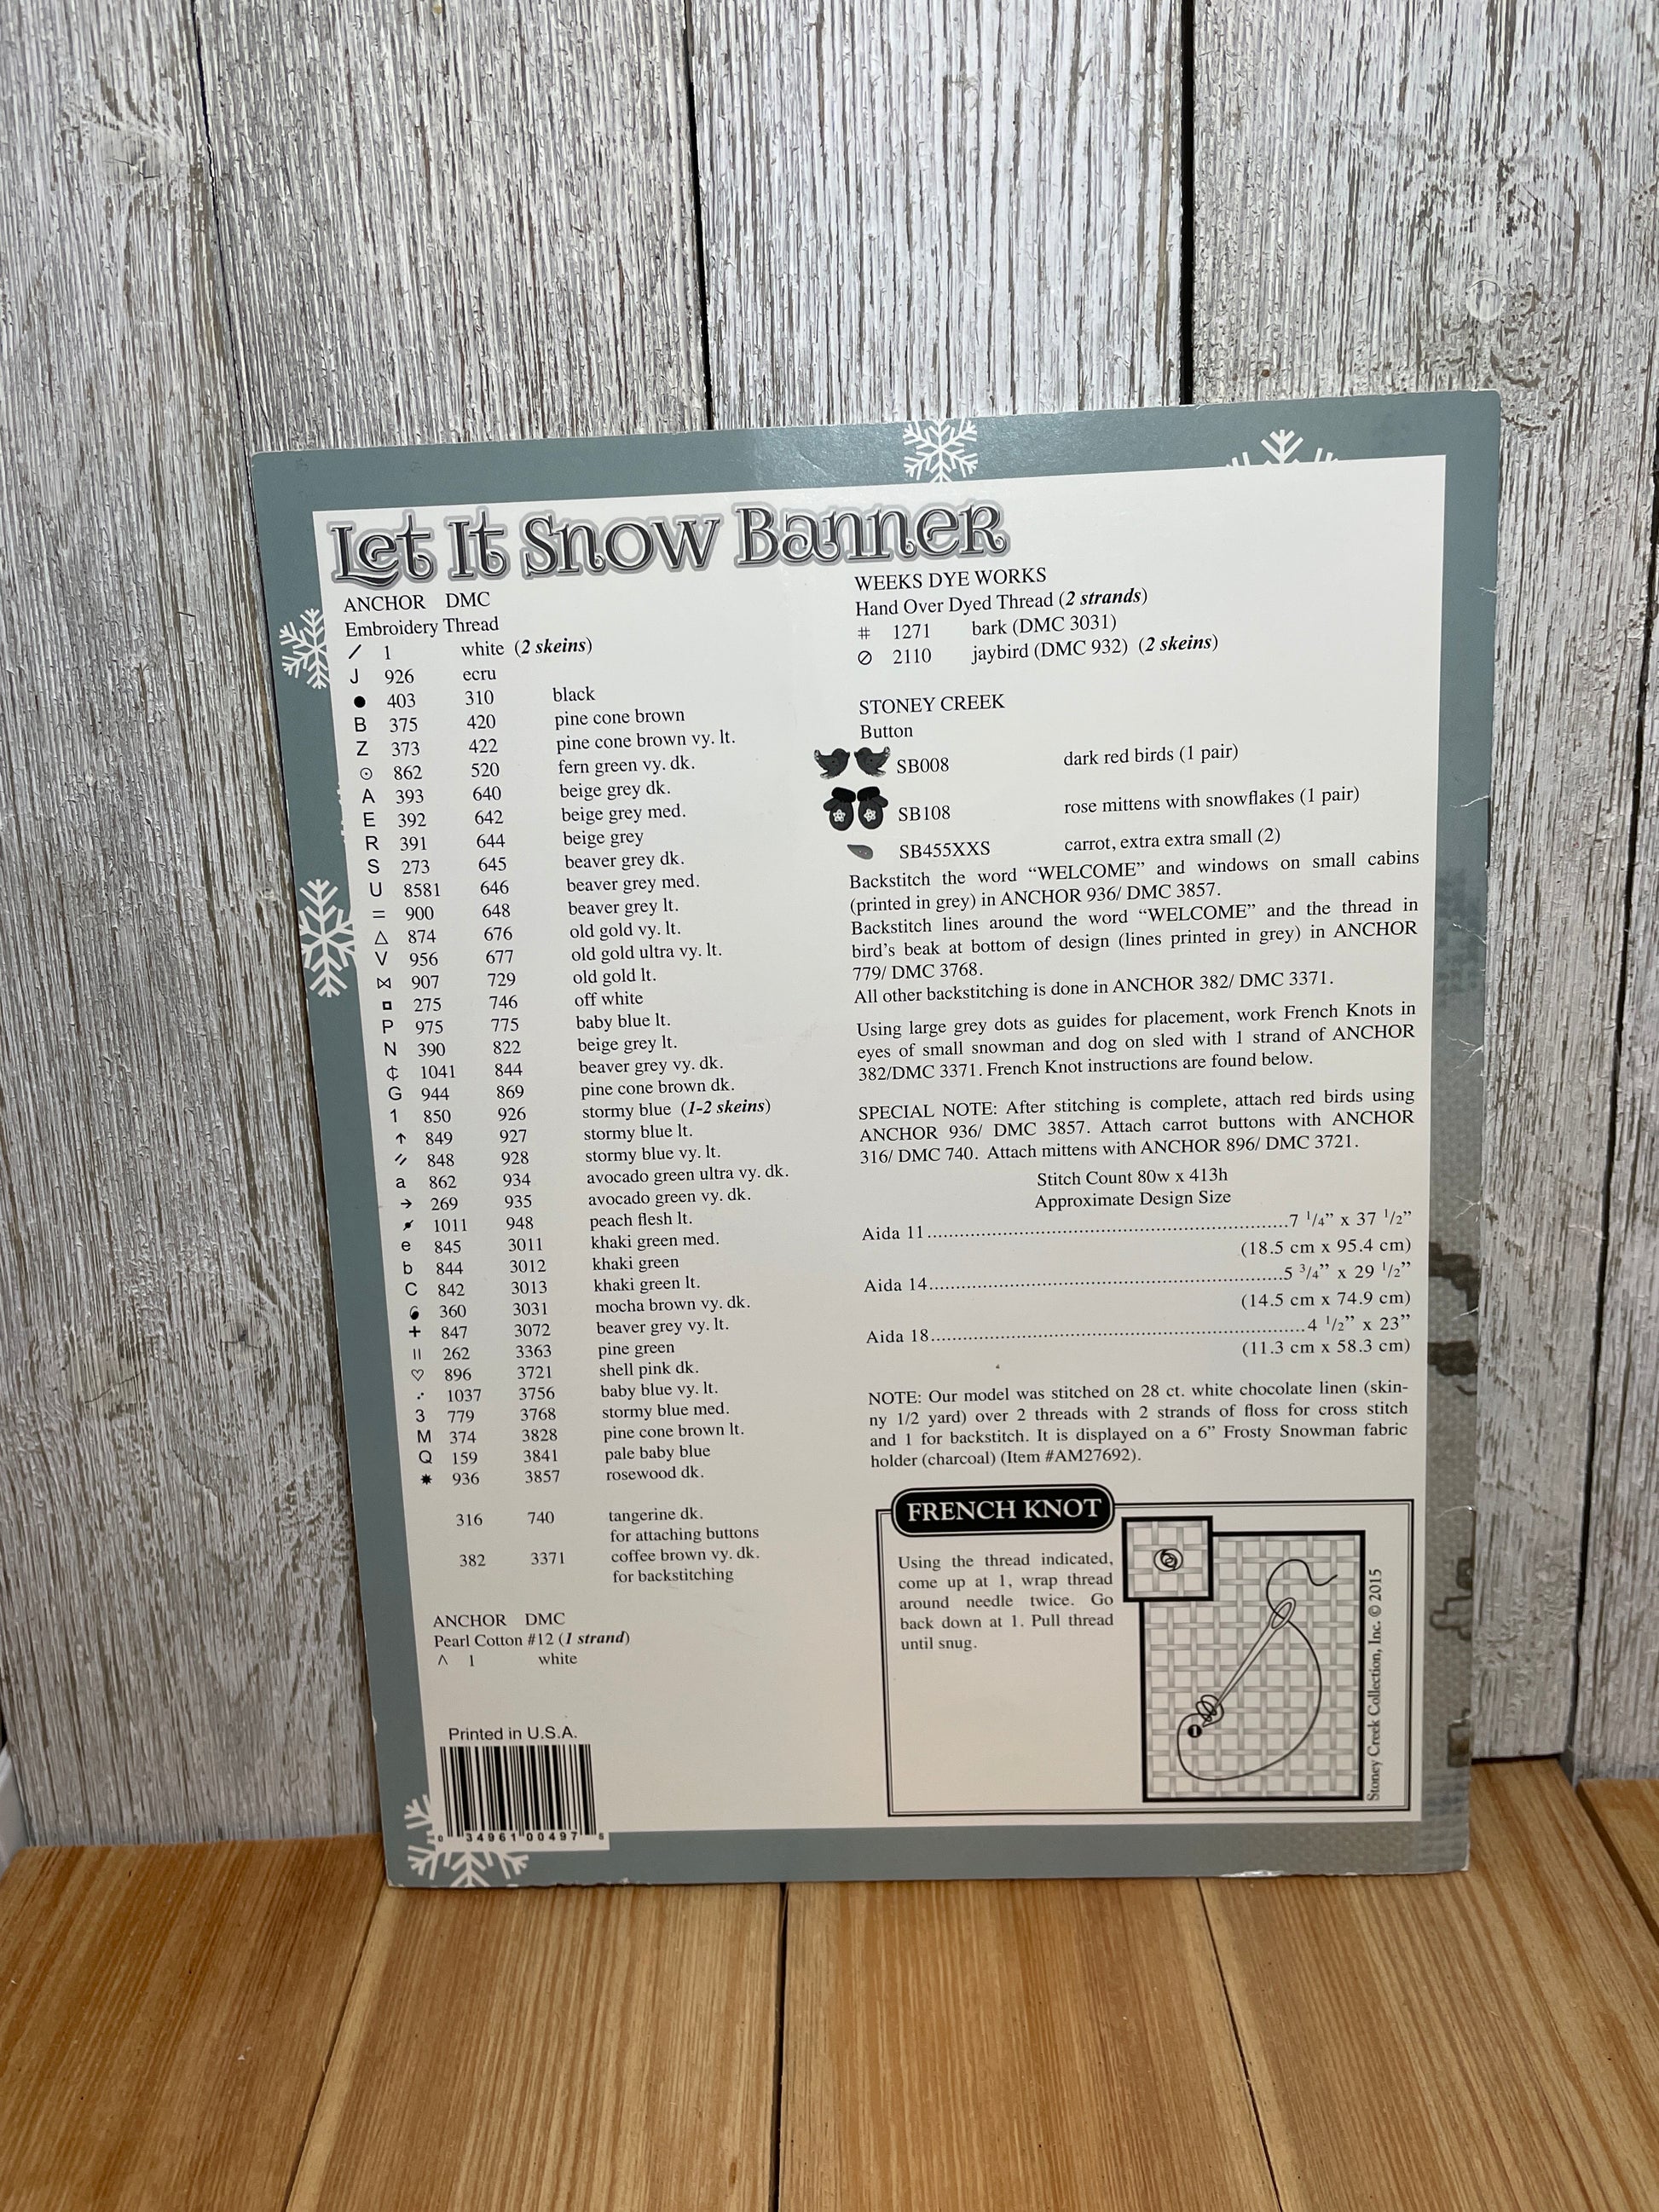 Let It Snow Banner
ANCHOR DMC
Embroidery Thread
/ 1 white (2 skeins)
J 926 ecru
● 403 310 black
B 375 420 pine cone brown
Z 373 422 pine cone brown vy. lt.
⊙ 862 520 fern green vy. dk.
A 393 640 beige grey dk.
E 392 642 beige grey med.
R 391 644 beige grey
S 273 645 beaver grey dk.
U 8581 646 beaver grey med.
= 900 648 beaver grey lt.
△ 874 676 old gold vy. lt.
V 956 677 old gold ultra vy. lt.
⋈ 907 729 old gold lt.
◘ 275 746 off white
P 975 775 baby blue lt.
N 390 822 beige grey lt.
¢ 1041 844 beaver grey vy. dk.
G 944 869 pine cone brown dk.
1 850 926 stormy blue (1-2 skeins)
↑ 849 927 stormy blue lt.
〃 848 928 stormy blue vy. lt.
a 862 934 avocado green ultra vy. dk.
→ 269 935 avocado green vy. dk.
1011 948 peach flesh lt.
e 845 3011 khaki green med.
b 844 3012 khaki green
C 842 3013 khaki green lt.
360 3031 mocha brown vy. dk.
+ 847 3072 beaver grey vy. lt.
ıı 262 3363 pine green
♡ 896 3721 shell pink dk.
⋰ 1037 3756 baby blue vy. lt.
3 779 3768 stormy blue med.
M 374 3828 pine cone brown lt.
Q 159 3841 pale baby blue
✷ 936 3857 rosewood dk.
316 740 tangerine dk.
for attaching buttons
382 3371 coffee brown vy. dk.
for backstitching
ANCHOR DMC
Pearl Cotton #12 (1 strand)
^ 1 white
Printed in U.S.A.
0 34961 00497 8
WEEKS DYE WORKS
Hand Over Dyed Thread (2 strands)
# 1271 bark (DMC 3031)
⊘ 2110 jaybird (DMC 932) (2 skeins)
STONEY CREEK
Button
SB008 dark red birds (1 pair)
SB108 rose mittens with snowflakes (1 pair)
SB455XXS carrot, extra extra small (2)
Backstitch the word “WELCOME” and windows on small cabins
(printed in grey) in ANCHOR 936/ DMC 3857.
Backstitch lines around the word “WELCOME” and the thread in
bird’s beak at bottom of design (lines printed in grey) in ANCHOR
779/ DMC 3768.
All other backstitching is done in ANCHOR 382/ DMC 3371.
Using large grey dots as guides for placement, work French Knots in
eyes of small snowman and dog on sled with 1 strand of ANCHOR
382/DMC 3371. French Knot instructions are found below.
SPECIAL NOTE: After stitching is complete, attach red birds using
ANCHOR 936/ DMC 3857. Attach carrot buttons with ANCHOR
316/ DMC 740. Attach mittens with ANCHOR 896/ DMC 3721.
Stitch Count 80w x 413h
Approximate Design Size
Aida 11..........7 1/4” x 37 1/2”
(18.5 cm x 95.4 cm)
Aida 14..........5 3/4” x 29 1/2”
(14.5 cm x 74.9 cm)
Aida 18..........4 1/2” x 23”
(11.3 cm x 58.3 cm)
NOTE: Our model was stitched on 28 ct. white chocolate linen (skin-
ny 1/2 yard) over 2 threads with 2 strands of floss for cross stitch
and 1 for backstitch. It is displayed on a 6” Frosty Snowman fabric
holder (charcoal) (Item #AM27692).
FRENCH KNOT
Using the thread indicated,
come up at 1, wrap thread
around needle twice. Go
back down at 1. Pull thread
until snug.
1
Stoney Creek Collection, Inc. © 2015